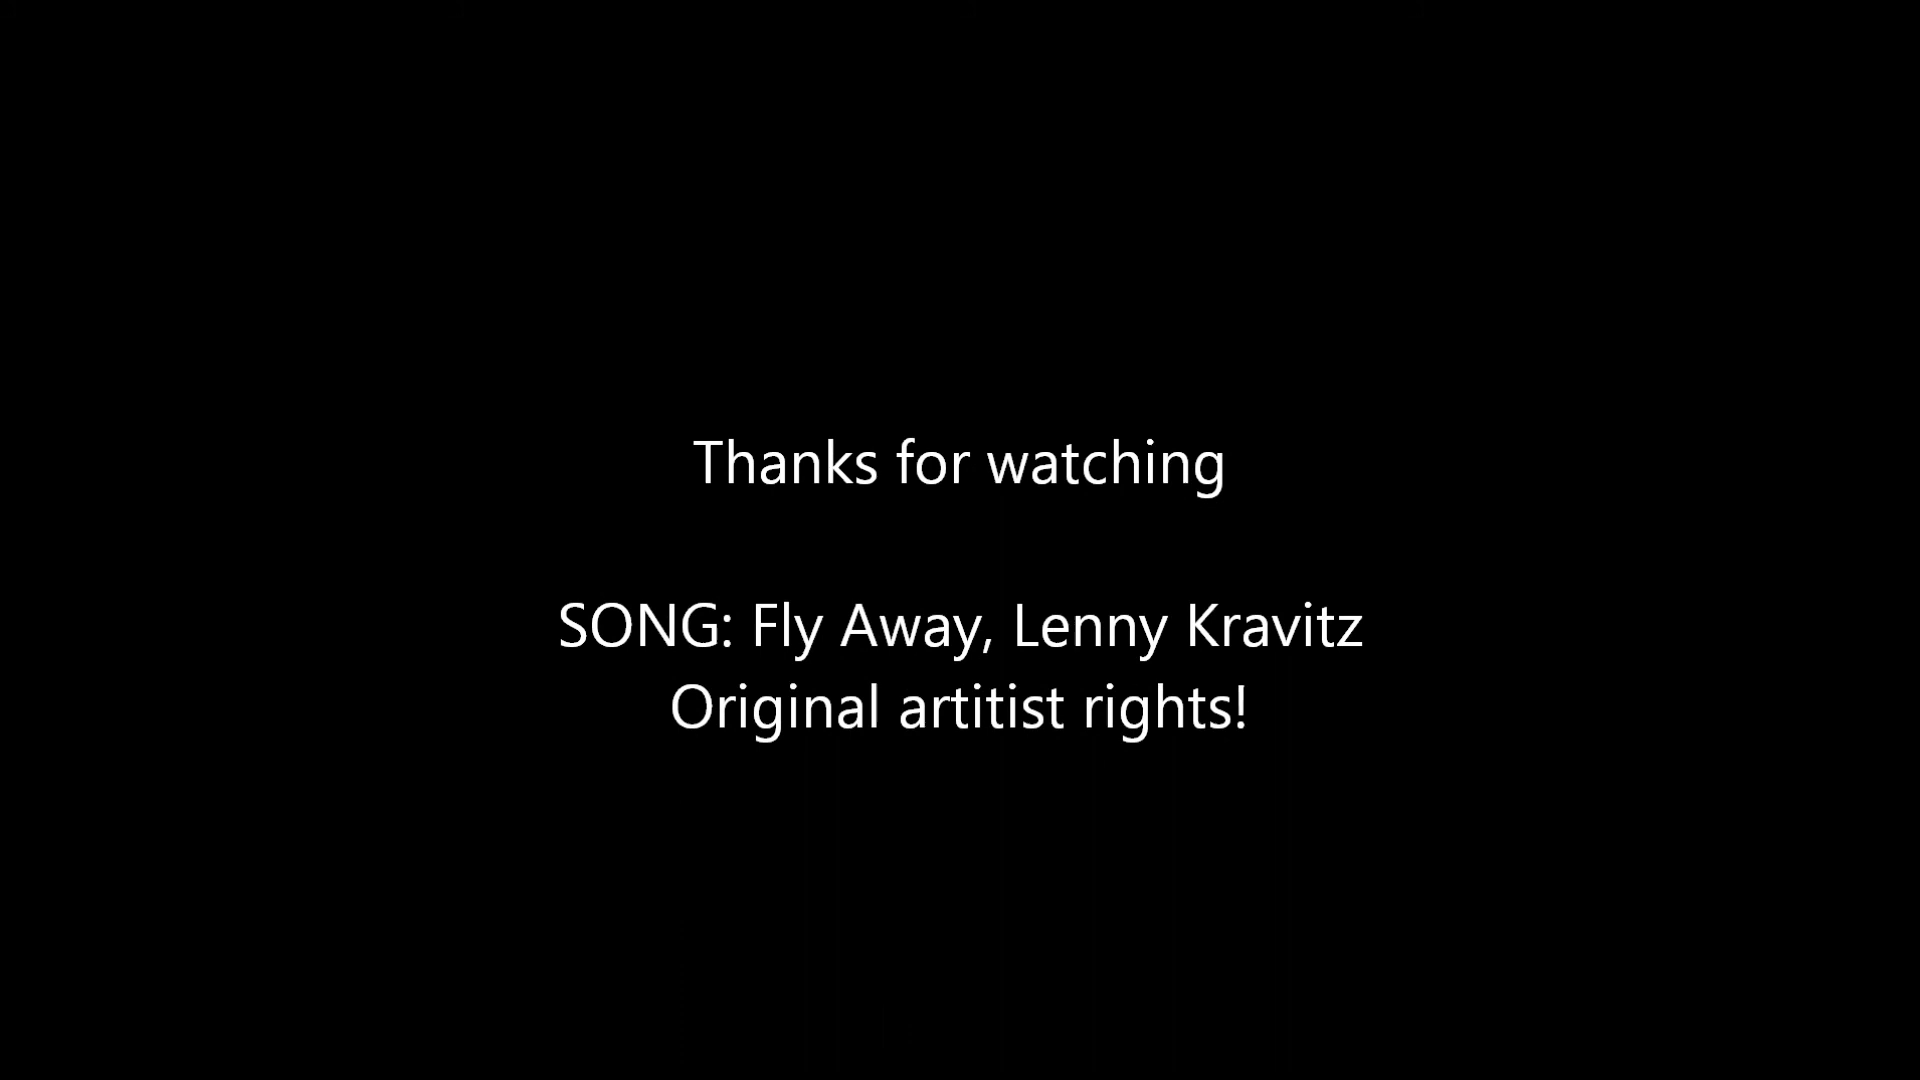 Thanks for watching
SONG: Fly Away, Lenny Kravitz
Original artitist rights!